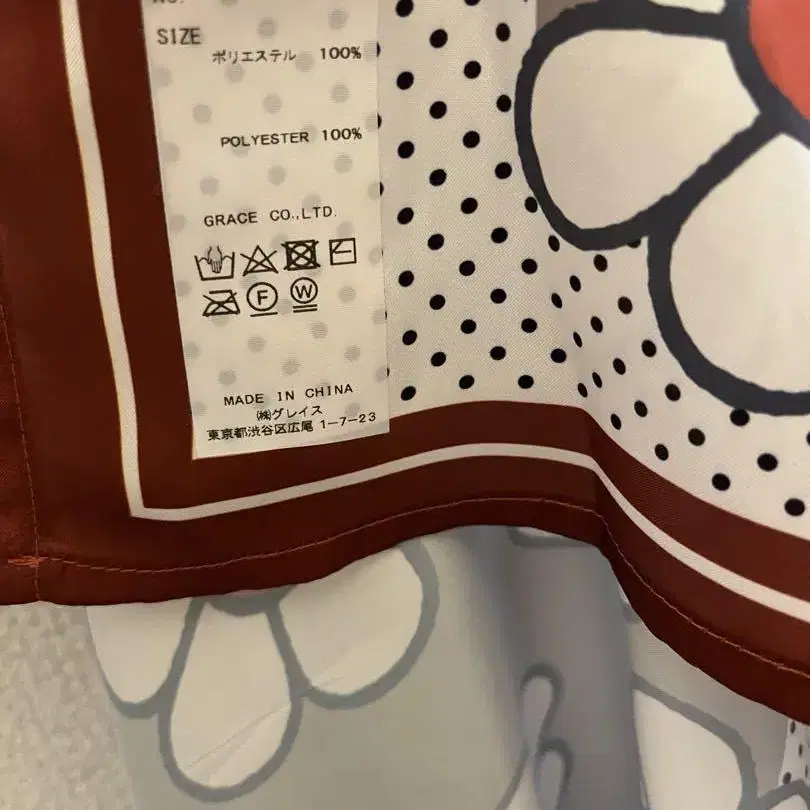 NO.
SIZE
ポリエステル 100%
POLYESTER 100%
GRACE CO.,LTD.
F W
MADE IN CHINA
㈱グレイス
東京都渋谷区広尾 1-7-23